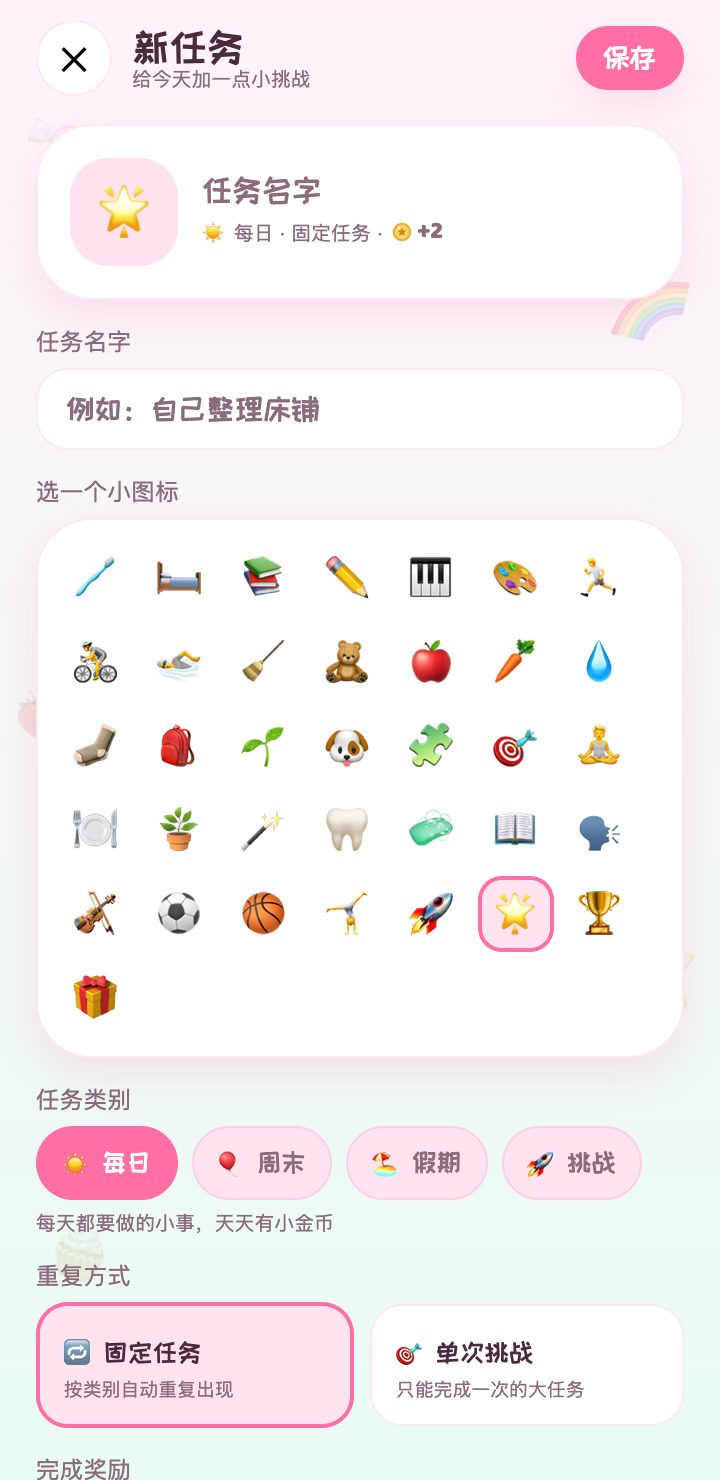 新任务
给今天加一点小挑战
保存
任务名字
每日 · 固定任务 · +2
任务名字
例如：自己整理床铺
选一个小图标
任务类别
每日
周末
假期
挑战
每天都要做的小事，天天有小金币
重复方式
固定任务
按类别自动重复出现
单次挑战
只能完成一次的大任务
完成奖励